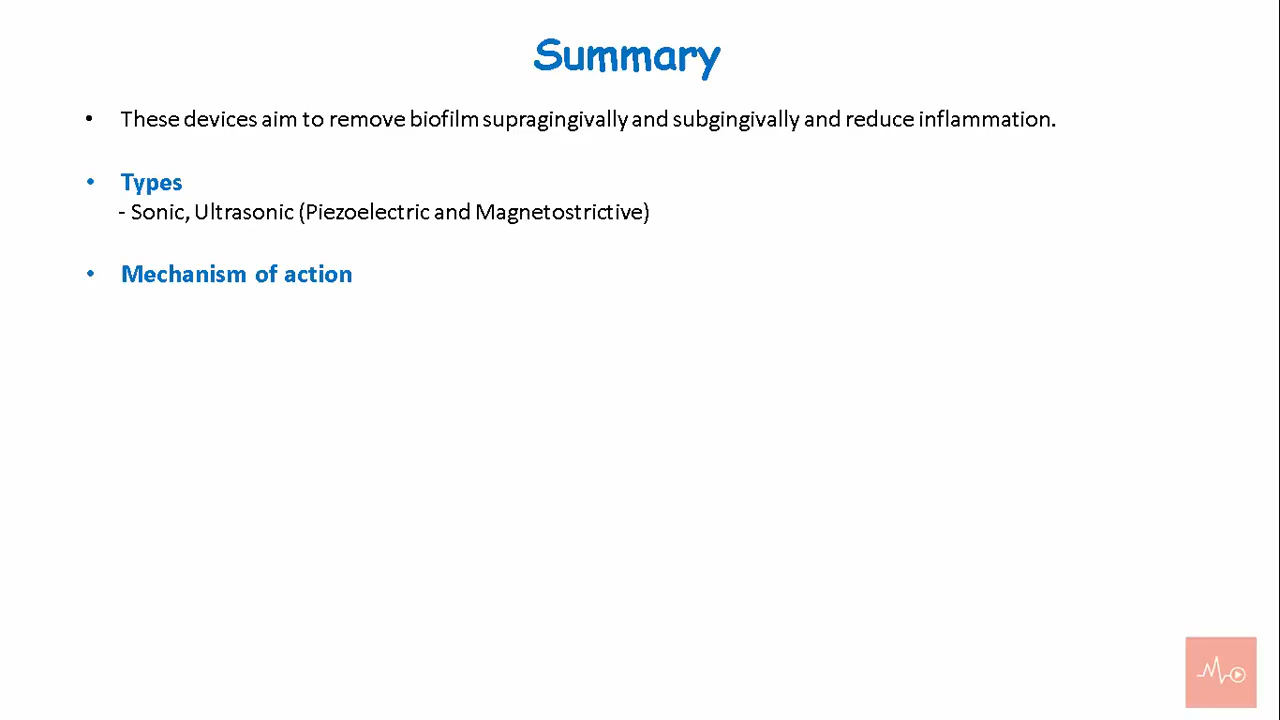 Summary
• These devices aim to remove biofilm supragingivally and subgingivally and reduce inflammation.
• Types
- Sonic, Ultrasonic (Piezoelectric and Magnetostrictive)
• Mechanism of action